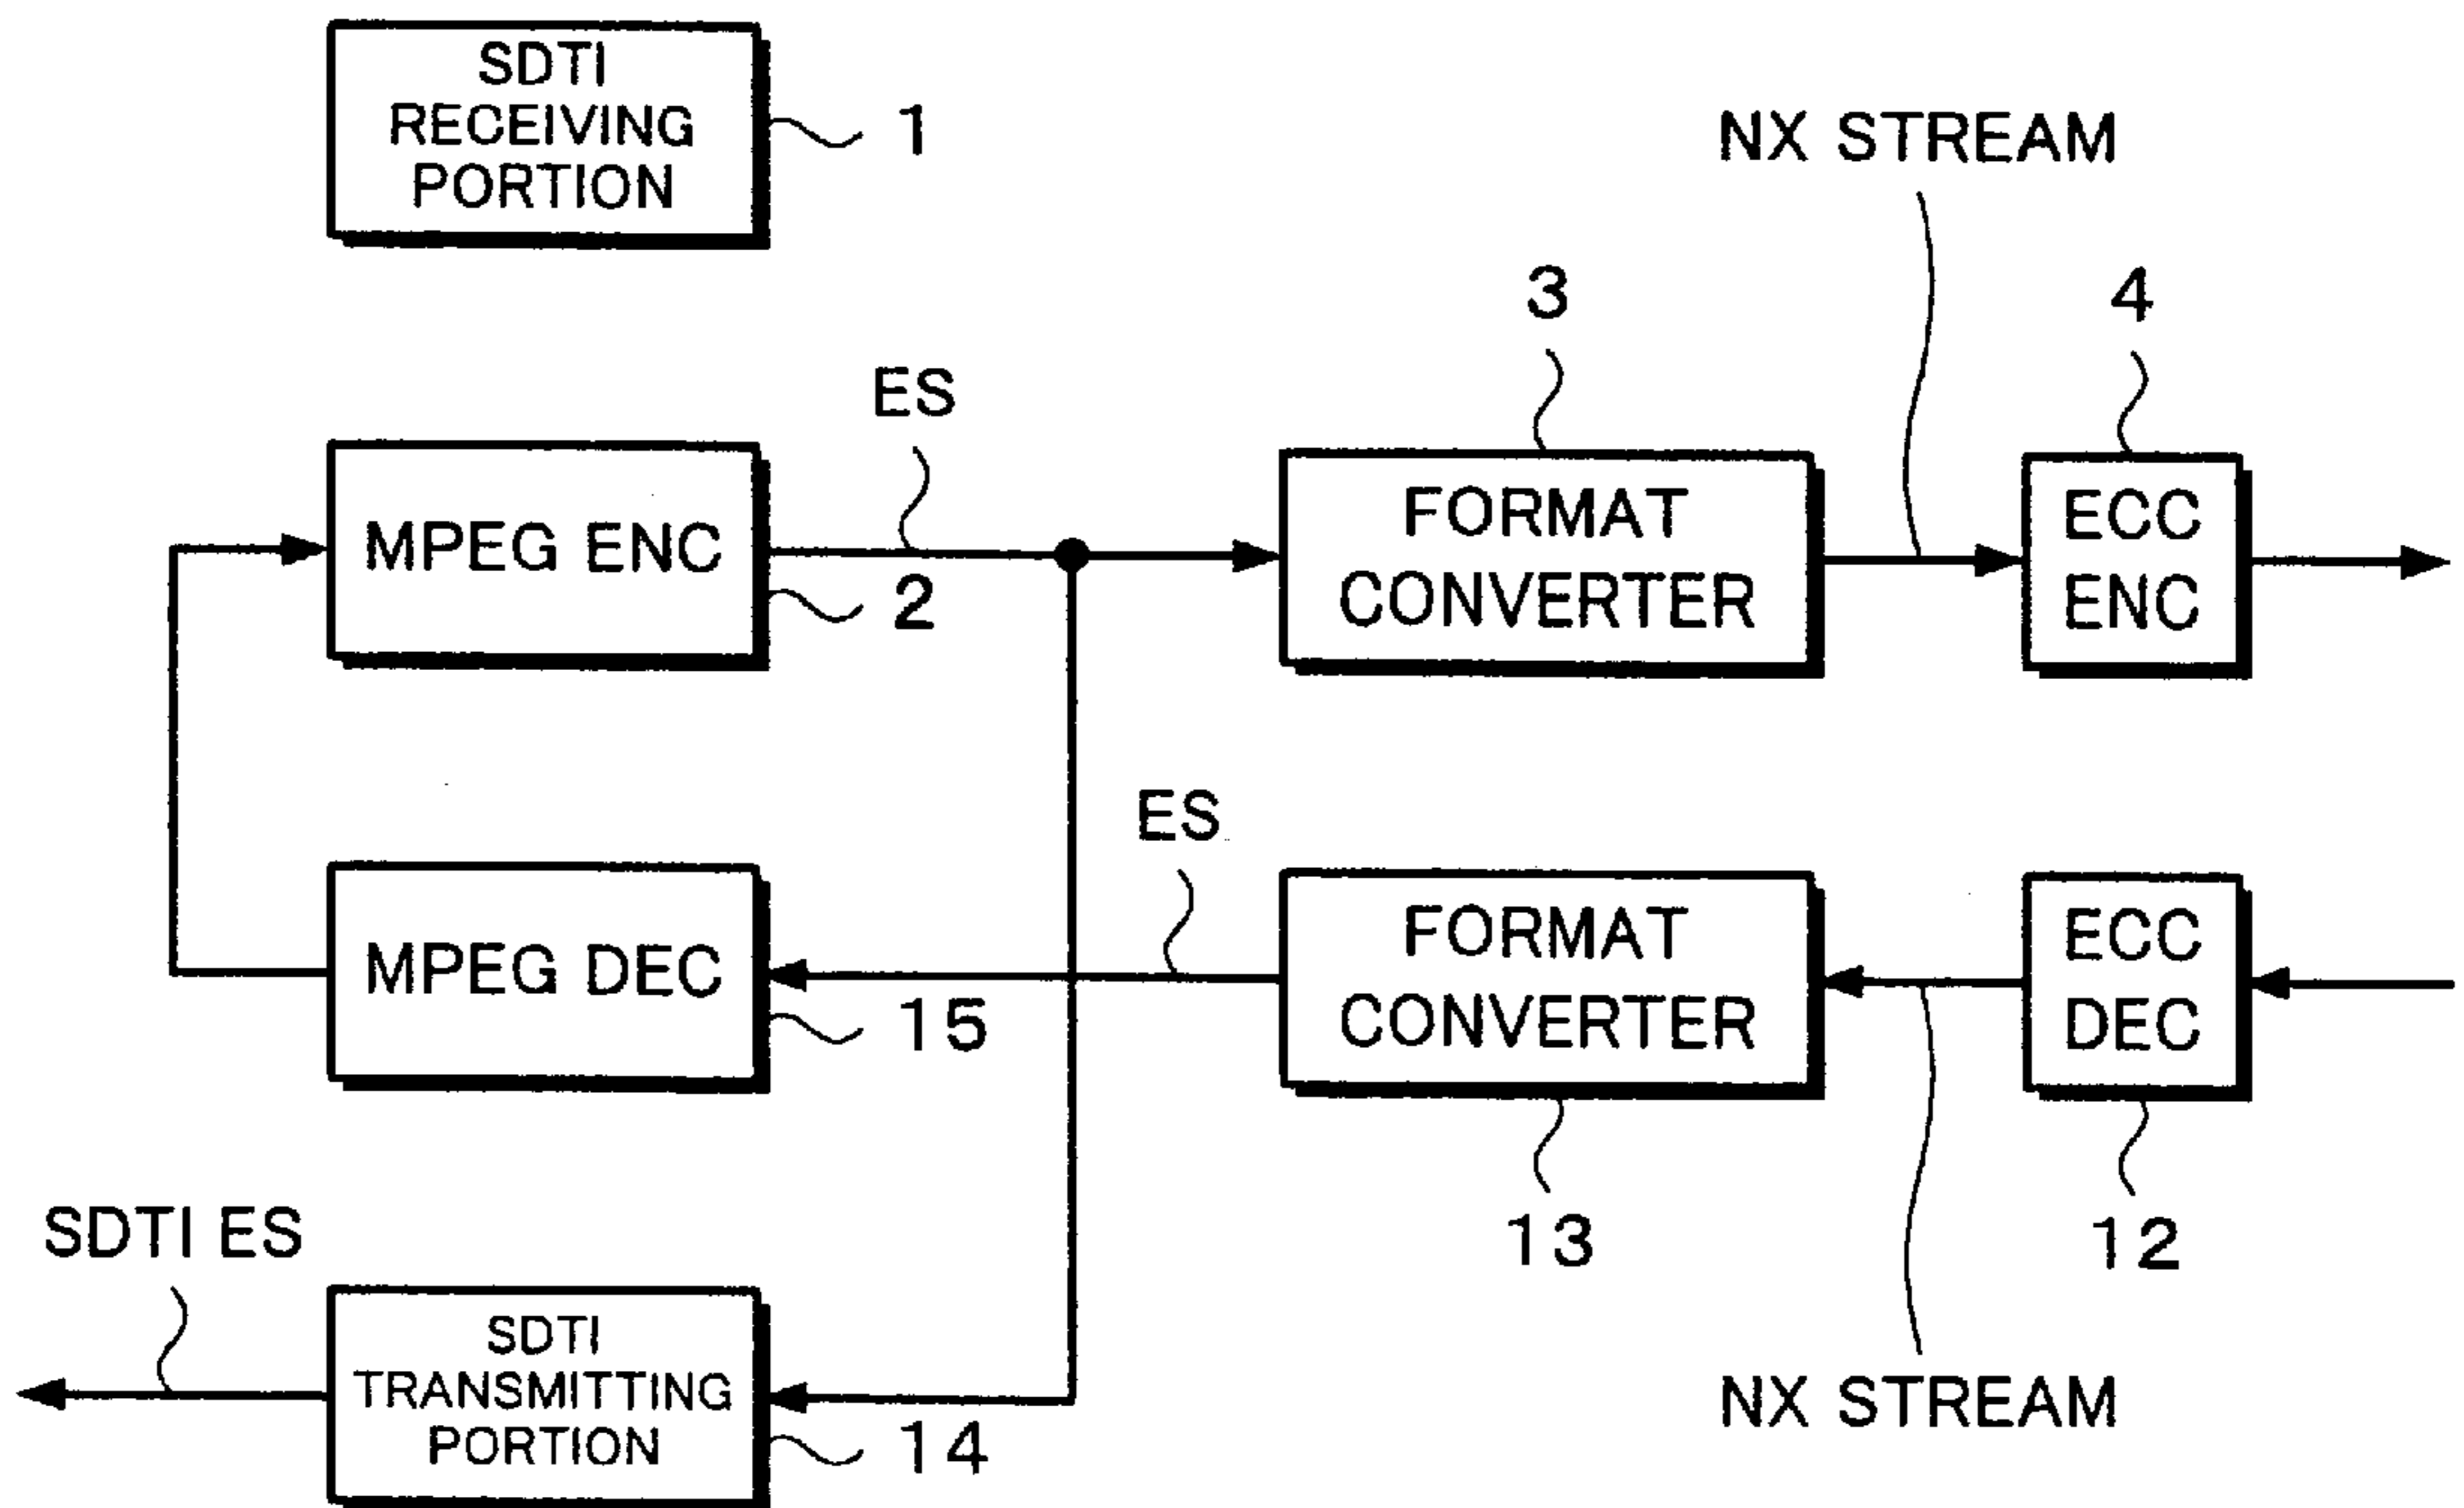 SDTI
RECEIVING
PORTION
1
NX STREAM
3
4
ES
MPEG ENC
2
FORMAT
CONVERTER
ECC
ENC
ES
MPEG DEC
15
FORMAT
CONVERTER
ECC
DEC
13
12
SDTI ES
SDTI
TRANSMITTING
PORTION
14
NX STREAM